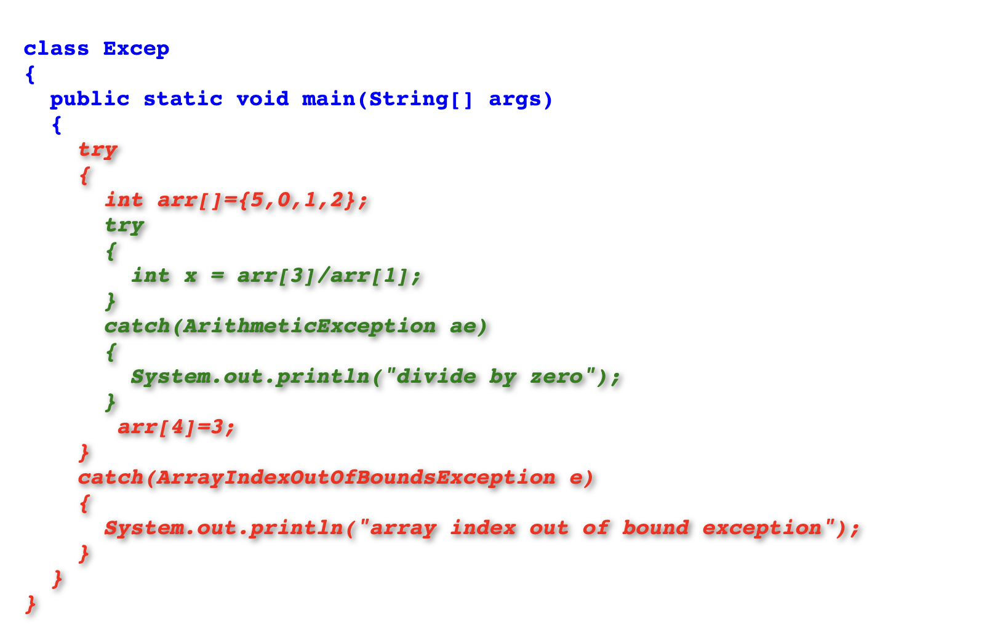 class Excep
{
  public static void main(String[] args)
  {
    try
    {
      int arr[]={5,0,1,2};
      try
      {
        int x = arr[3]/arr[1];
      }
      catch(ArithmeticException ae)
      {
        System.out.println("divide by zero");
      }
       arr[4]=3;
    }
    catch(ArrayIndexOutOfBoundsException e)
    {
      System.out.println("array index out of bound exception");
    }
  }
}